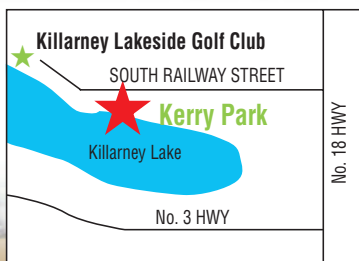 Killarney Lakeside Golf Club
SOUTH RAILWAY STREET
Kerry Park
Killarney Lake
No. 3 HWY
No. 18 HWY